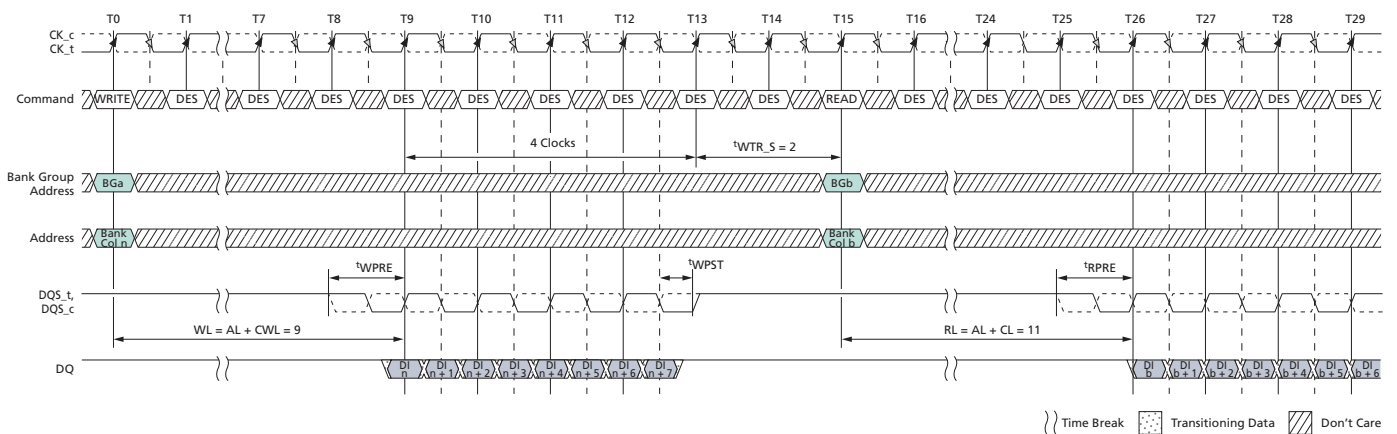 T0 T1 T7 T8 T9 T10 T11 T12 T13 T14 T15 T16 T24 T25 T26 T27 T28 T29
CK_c
CK_t
Command WRITE DES DES DES DES DES DES DES DES DES READ DES DES DES DES DES DES DES
4 Clocks tWTR_S = 2
Bank Group
Address BGa BGb
Address Bank
Col n Bank
Col b
tWPRE tWPST tRPRE
DQS_t,
DQS_c
WL = AL + CWL = 9 RL = AL + CL = 11
DQ DI
n DI
n + 1 DI
n + 2 DI
n + 3 DI
n + 4 DI
n + 5 DI
n + 6 DI
n + 7 DI
b DI
b + 1 DI
b + 2 DI
b + 3 DI
b + 4 DI
b + 5 DI
b + 6
Time Break Transitioning Data Don't Care